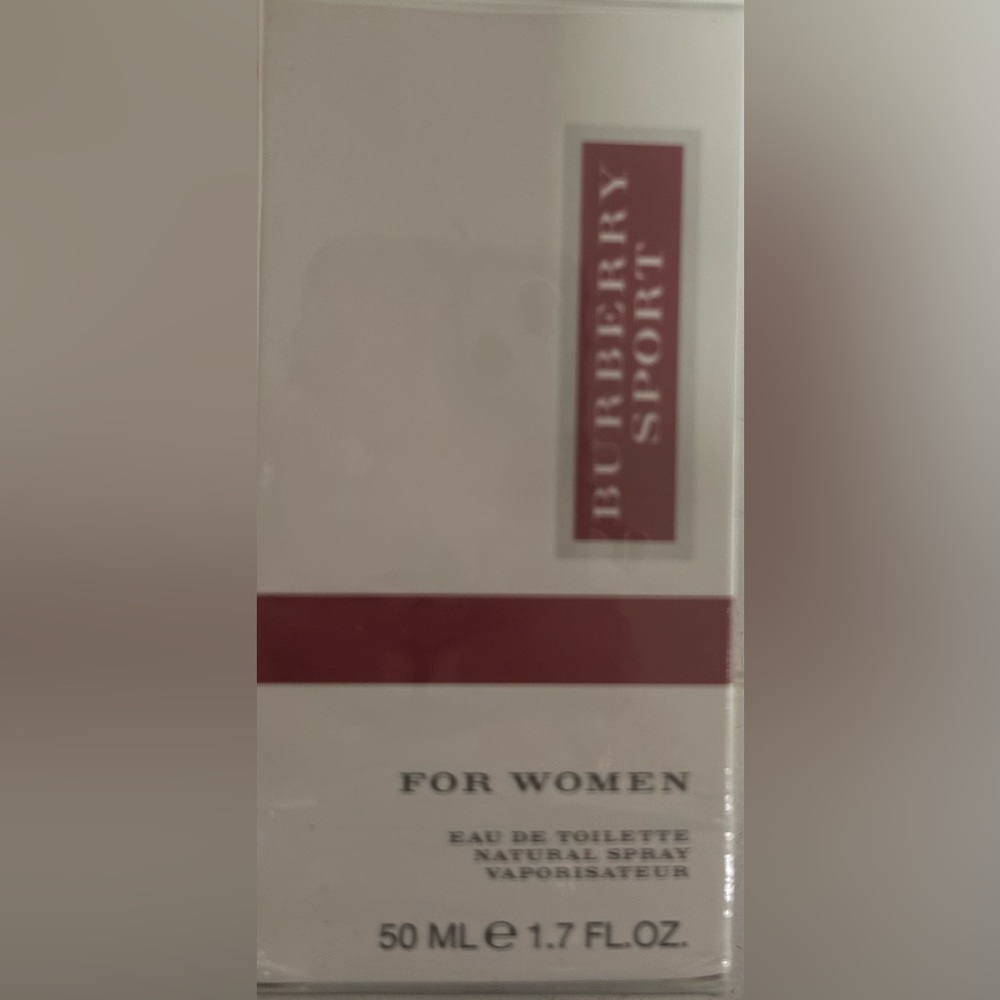 BURBERRY
SPORT
FOR WOMEN
EAU DE TOILETTE
NATURAL SPRAY
VAPORISATEUR
50 ML ℮ 1.7 FL.OZ.